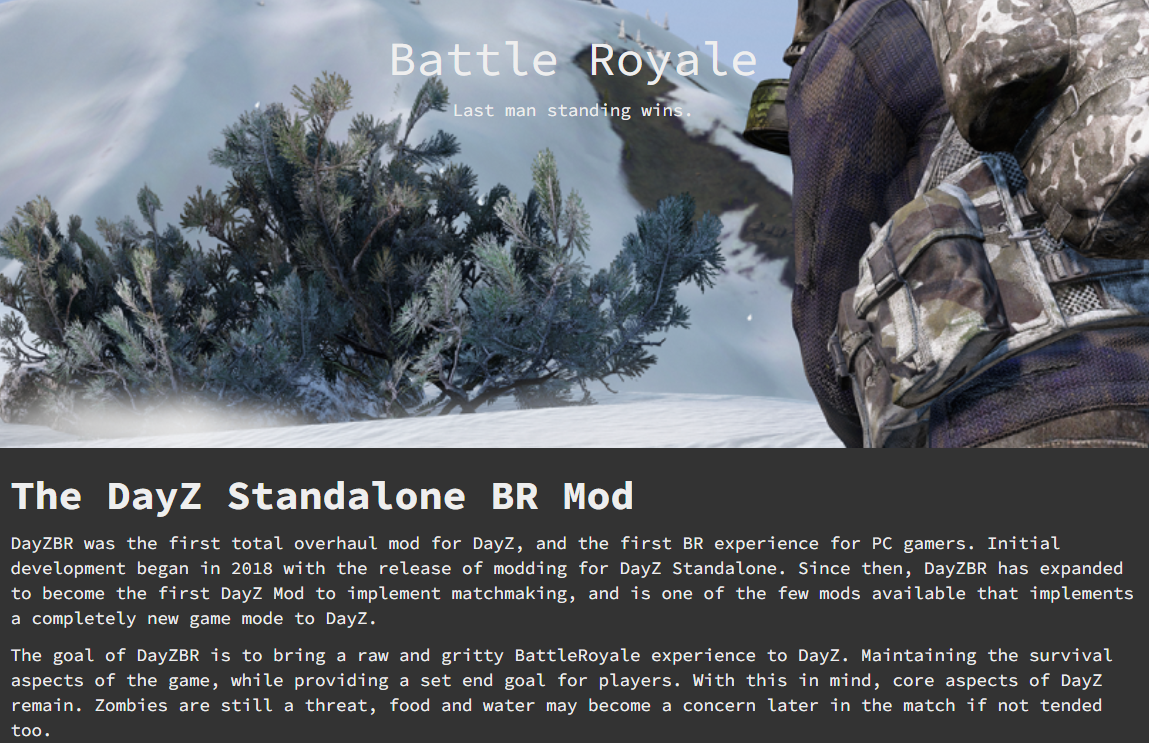 Battle Royale
Last man standing wins.
The DayZ Standalone BR Mod
DayZBR was the first total overhaul mod for DayZ, and the first BR experience for PC gamers. Initial
development began in 2018 with the release of modding for DayZ Standalone. Since then, DayZBR has expanded
to become the first DayZ Mod to implement matchmaking, and is one of the few mods available that implements
a completely new game mode to DayZ.
The goal of DayZBR is to bring a raw and gritty BattleRoyale experience to DayZ. Maintaining the survival
aspects of the game, while providing a set end goal for players. With this in mind, core aspects of DayZ
remain. Zombies are still a threat, food and water may become a concern later in the match if not tended
too.